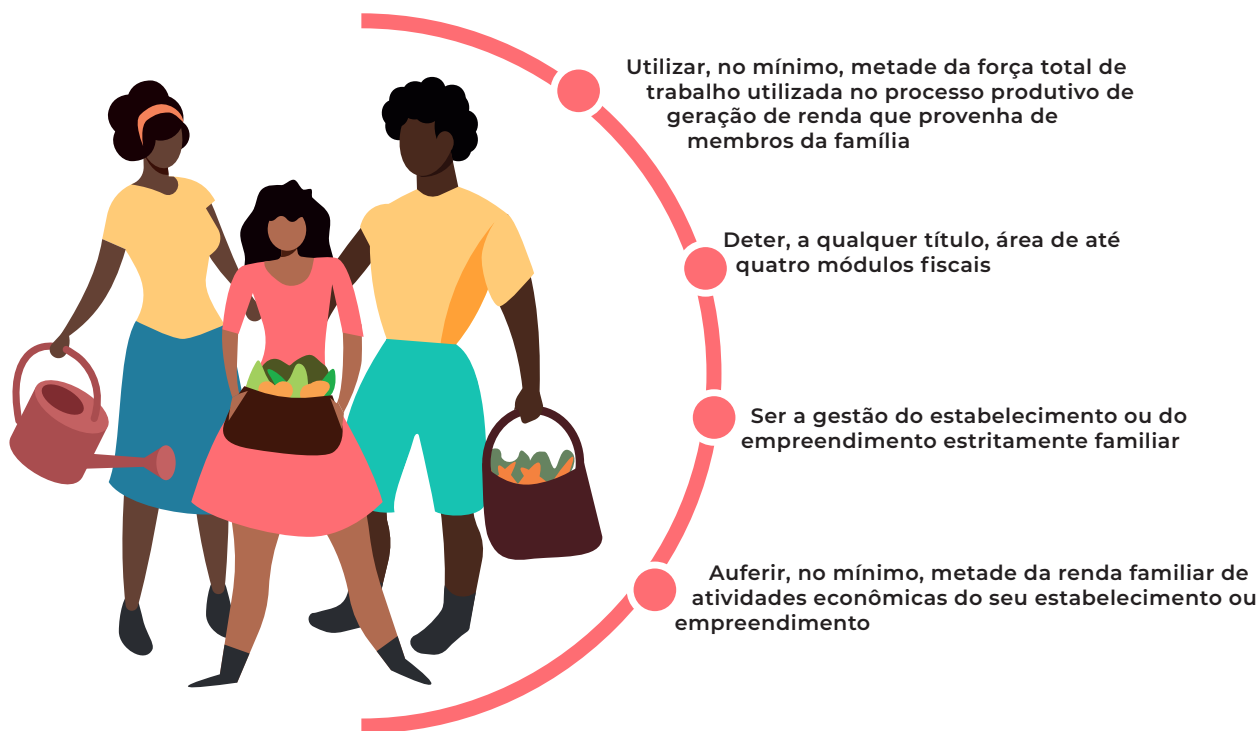 Utilizar, no mínimo, metade da força total de
trabalho utilizada no processo produtivo de
geração de renda que provenha de
membros da família
Deter, a qualquer título, área de até
quatro módulos fiscais
Ser a gestão do estabelecimento ou do
empreendimento estritamente familiar
Auferir, no mínimo, metade da renda familiar de
atividades econômicas do seu estabelecimento ou
empreendimento